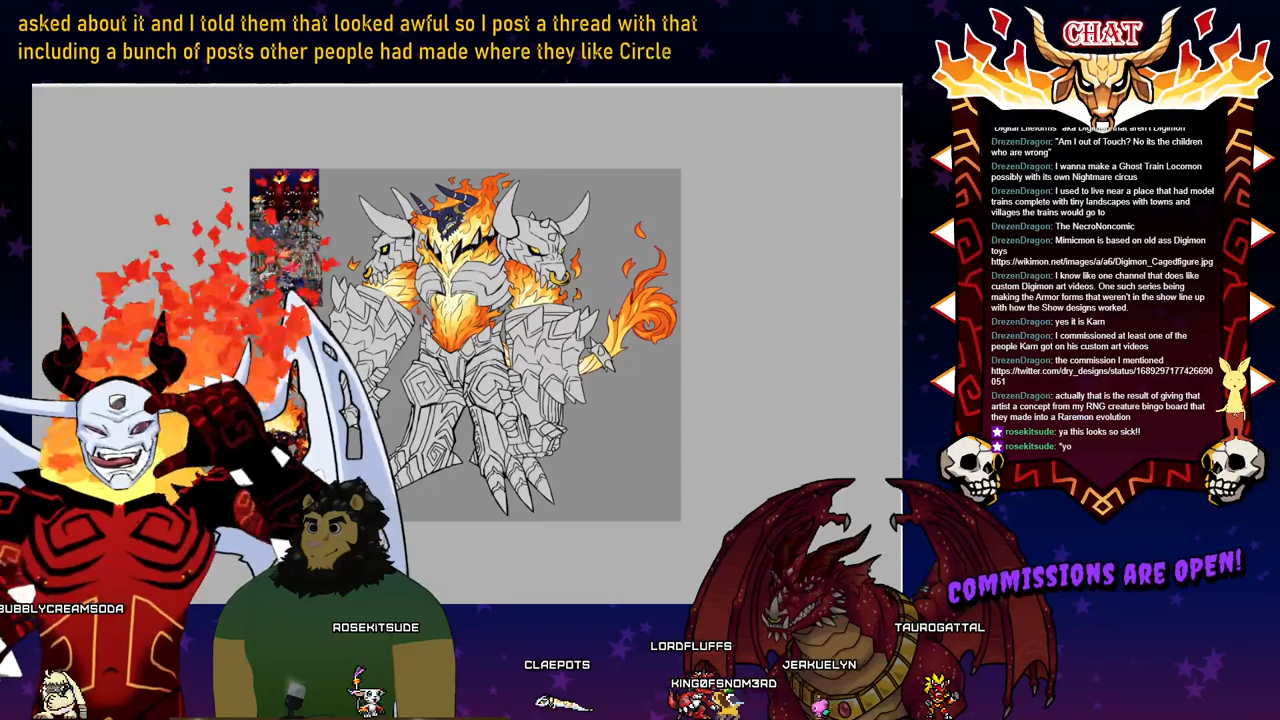 asked about it and I told them that looked awful so I post a thread with that
including a bunch of posts other people had made where they like Circle
CHAT
DrezenDragon: "Am I out of Touch? No its the children
who are wrong"
DrezenDragon: I wanna make a Ghost Train Locomon
possibly with its own Nightmare circus
DrezenDragon: I used to live near a place that had model
trains complete with tiny landscapes with towns and
villages the trains would go to
DrezenDragon: The NecroNoncomic
DrezenDragon: Mimicmon is based on old ass Digimon
toys
https://wikimon.net/images/a/a6/Digimon_Cagedfigure.jpg
DrezenDragon: I know like one channel that does like
custom Digimon art videos. One such series being
making the Armor forms that weren't in the show line up
with how the Show designs worked.
DrezenDragon: yes it is Karn
DrezenDragon: I commissioned at least one of the
people Karn got on his custom art videos
DrezenDragon: the commission I mentioned
https://twitter.com/dry_designs/status/1689297177426690
051
DrezenDragon: actually that is the result of giving that
artist a concept from my RNG creature bingo board that
they made into a Raremon evolution
rosekitsude: ya this looks so sick!!
rosekitsude: *yo
COMMISSIONS ARE OPEN!
BUBBLYCREAMSODA
ROSEKITSUDE
CLAEPOTS
LORDFLUFFS
KING0FSNOM3RD
JERKUELYN
TAUROGATTAL